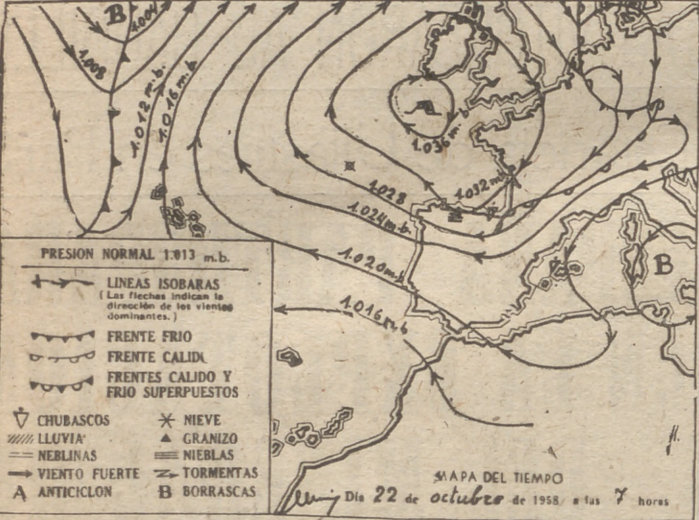 B
1.004
1.008
1.012 m.b.
1.016 m.b
1.036 m.b
1.028
1.024 m.b.
1.020 m.b
1.016 m.b
B
PRESION NORMAL 1.013 m.b.
LINEAS ISOBARAS
( Las flechas indican la
dirección de los vientos
dominantes. )
FRENTE FRIO
FRENTE CALIDO
FRENTES CALIDO Y
FRIO SUPERPUESTOS
CHUBASCOS NIEVE
LLUVIA GRANIZO
NEBLINAS NIEBLAS
VIENTO FUERTE TORMENTAS
A ANTICICLON B BORRASCAS
MAPA DEL TIEMPO
Dia 22 de octubre de 1958 a las 7 horas